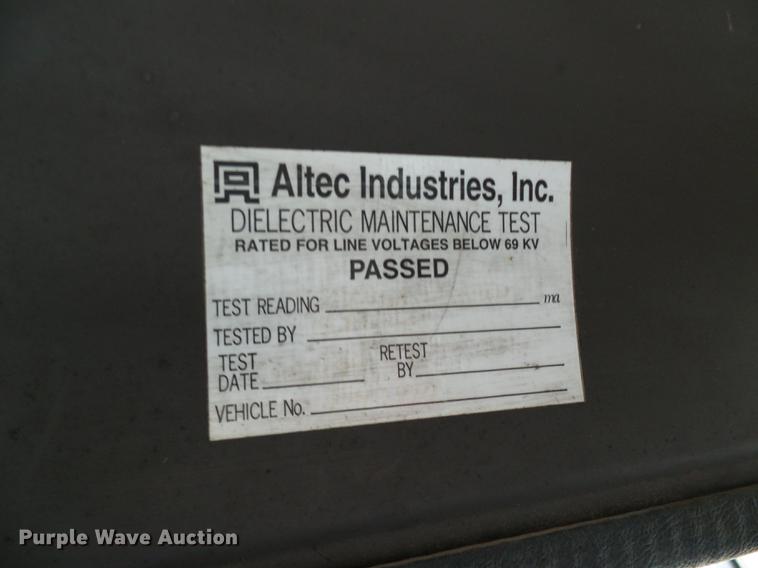 Altec Industries, Inc.
DIELECTRIC MAINTENANCE TEST
RATED FOR LINE VOLTAGES BELOW 69 KV
PASSED
TEST READING ma
TESTED BY
TEST DATE RETEST BY
VEHICLE No.
Purple Wave Auction